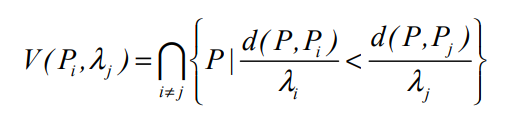 V(P_i, λ_j) = ⋂_{i≠j} { P | d(P, P_i) / λ_i < d(P, P_j) / λ_j }